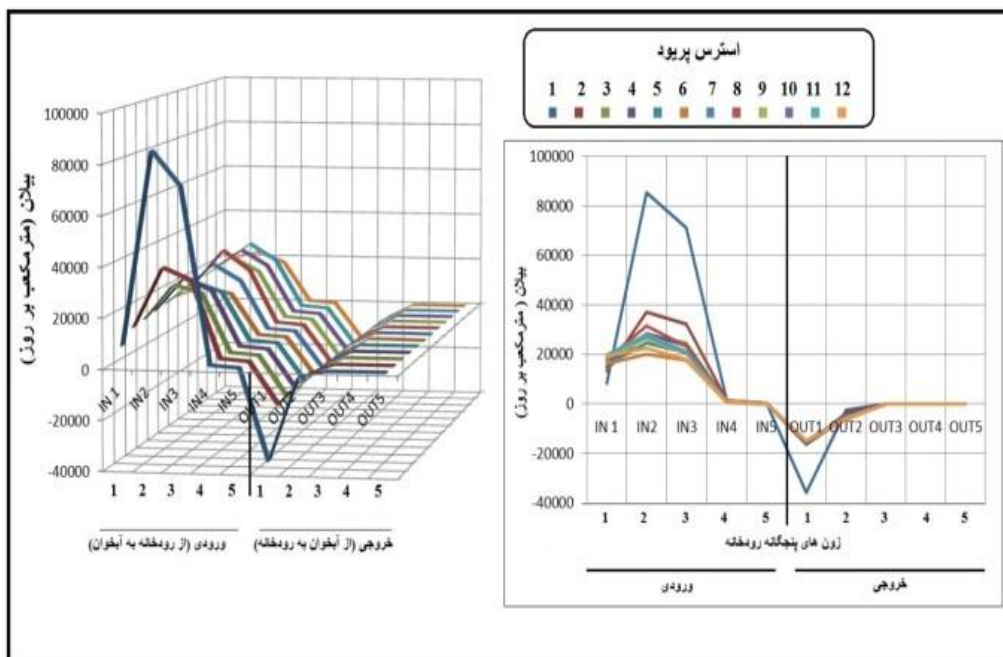 استرس پریود
1 2 3 4 5 6 7 8 9 10 11 12
بیلان (مترمکعب بر روز)
100000
80000
60000
40000
20000
0
-20000
-40000
IN 1 IN2 IN3 IN4 IN5 OUT1 OUT2 OUT3 OUT4 OUT5
1 2 3 4 5 1 2 3 4 5
ورودی (از رودخانه به آبخوان)
خروجی (از آبخوان به رودخانه)
بیلان (مترمکعب بر روز)
100000
80000
60000
40000
20000
0
-20000
-40000
IN 1 IN2 IN3 IN4 IN5 OUT1 OUT2 OUT3 OUT4 OUT5
1 2 3 4 5 1 2 3 4 5
زون های پنجگانه رودخانه
ورودی
خروجی